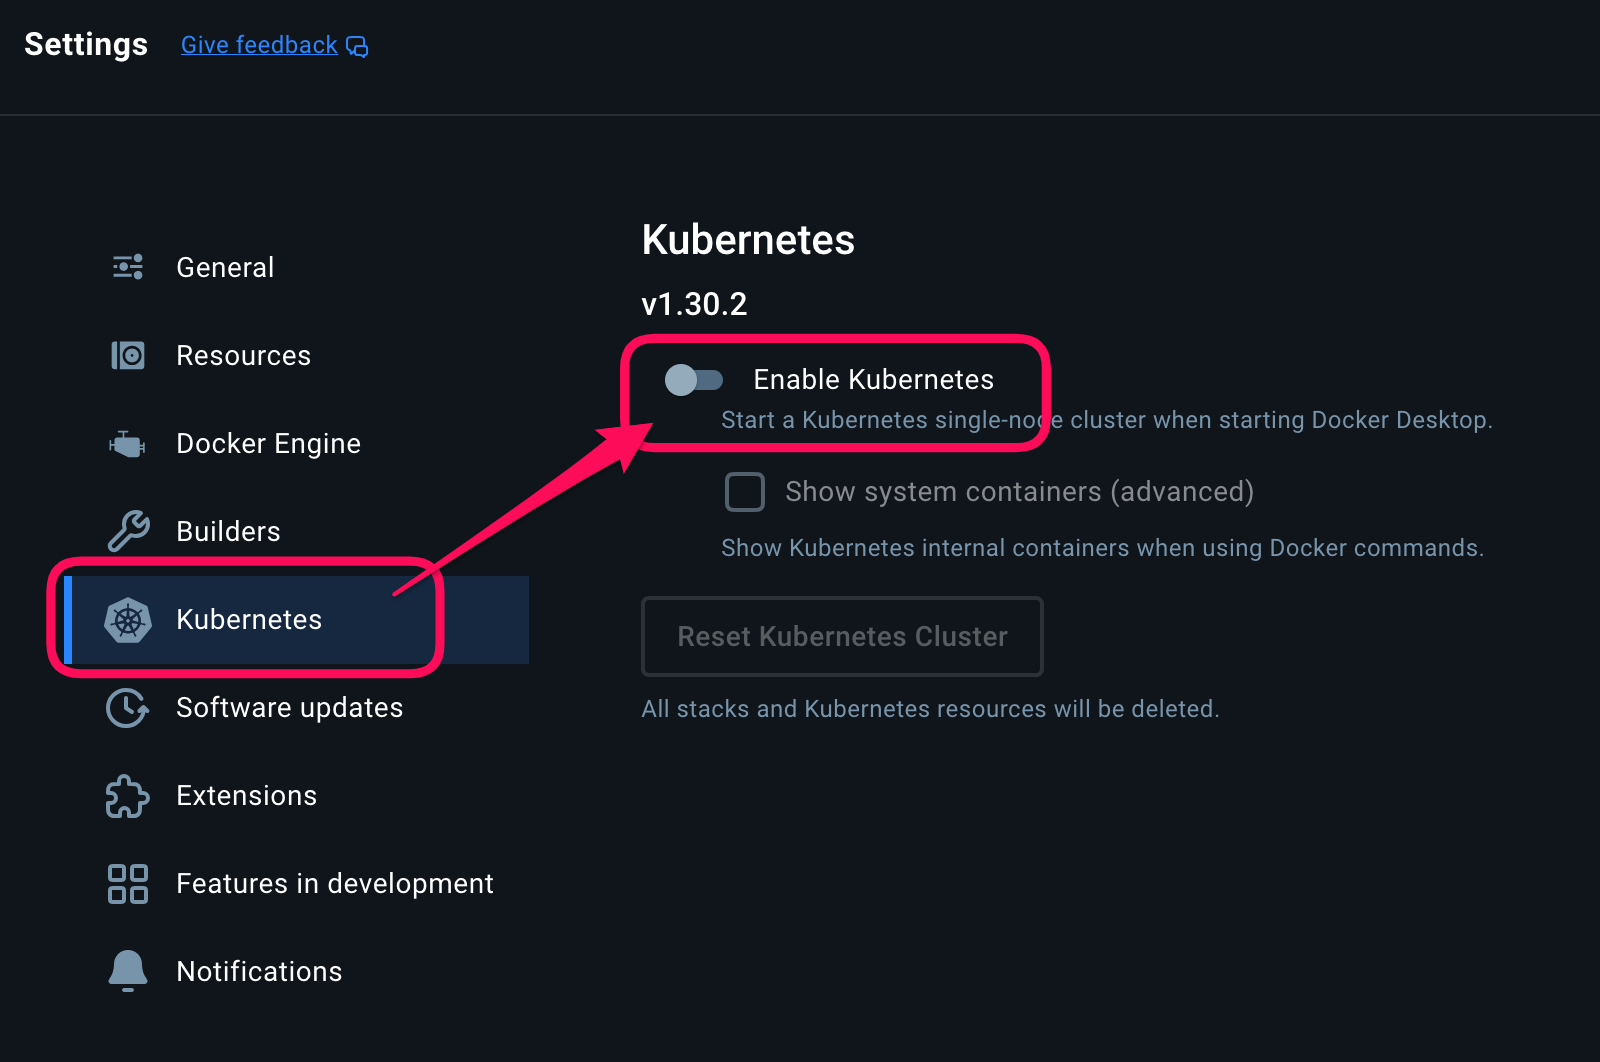 Settings
Give feedback
General
Resources
Docker Engine
Builders
Kubernetes
Software updates
Extensions
Features in development
Notifications
Kubernetes
v1.30.2
Enable Kubernetes
Start a Kubernetes single-node cluster when starting Docker Desktop.
Show system containers (advanced)
Show Kubernetes internal containers when using Docker commands.
Reset Kubernetes Cluster
All stacks and Kubernetes resources will be deleted.